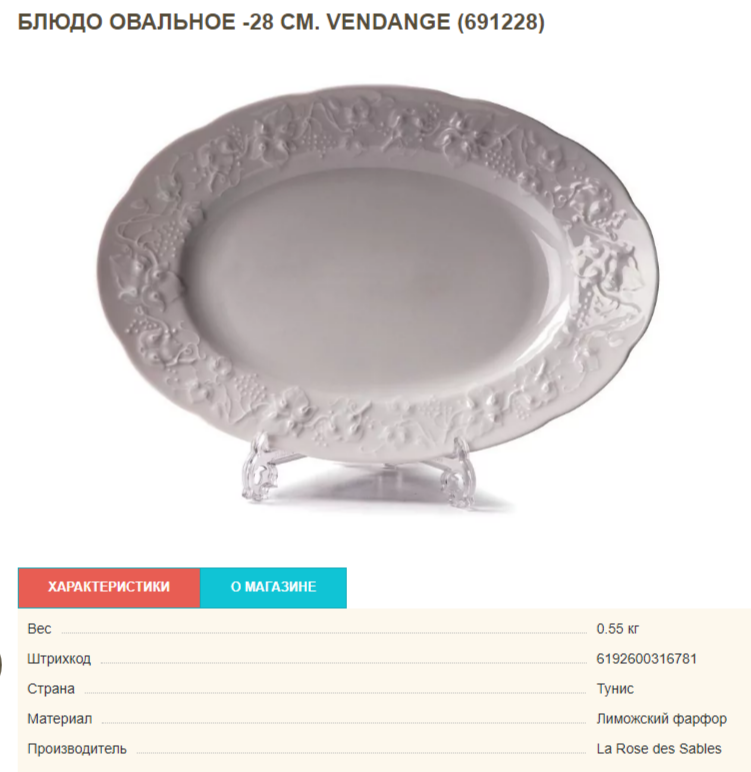 БЛЮДО ОВАЛЬНОЕ -28 СМ. VENDANGE (691228)
ХАРАКТЕРИСТИКИ
О МАГАЗИНЕ
Вес 0.55 кг
Штрихкод 6192600316781
Страна Тунис
Материал Лиможский фарфор
Производитель La Rose des Sables